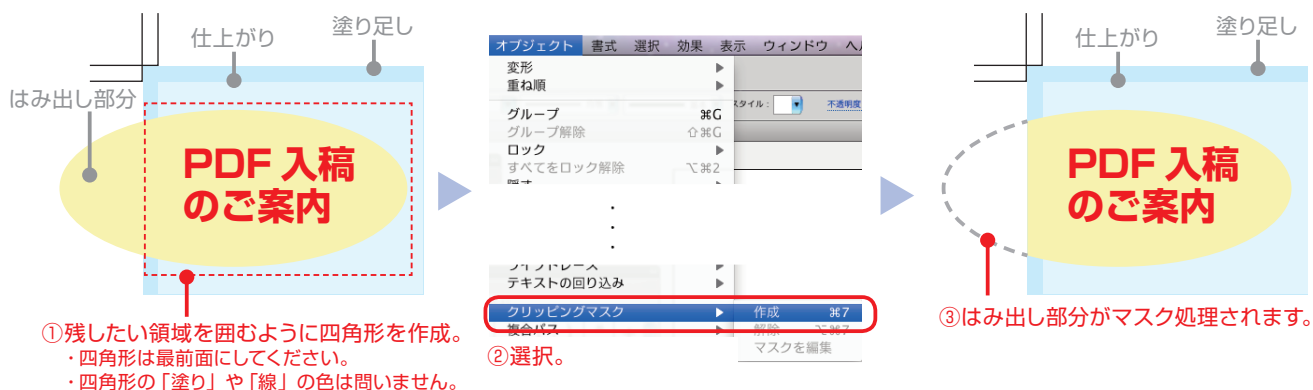 仕上がり
塗り足し
はみ出し部分
PDF 入稿
のご案内
①残したい領域を囲むように四角形を作成。
・四角形は最前面にしてください。
・四角形の「塗り」や「線」の色は問いません。
オブジェクト 書式 選択 効果 表示 ウィンドウ
変形
重ね順
スタイル：
不透明度
グループ ⌘G
グループ解除 ⇧⌘G
ロック
すべてをロック解除 ⌥⌘2
隠す
ライブトレース
テキストの回り込み
クリッピングマスク
作成 ⌘7
複合パス
解除 ⌥⌘7
マスクを編集
②選択。
仕上がり
塗り足し
PDF 入稿
のご案内
③はみ出し部分がマスク処理されます。